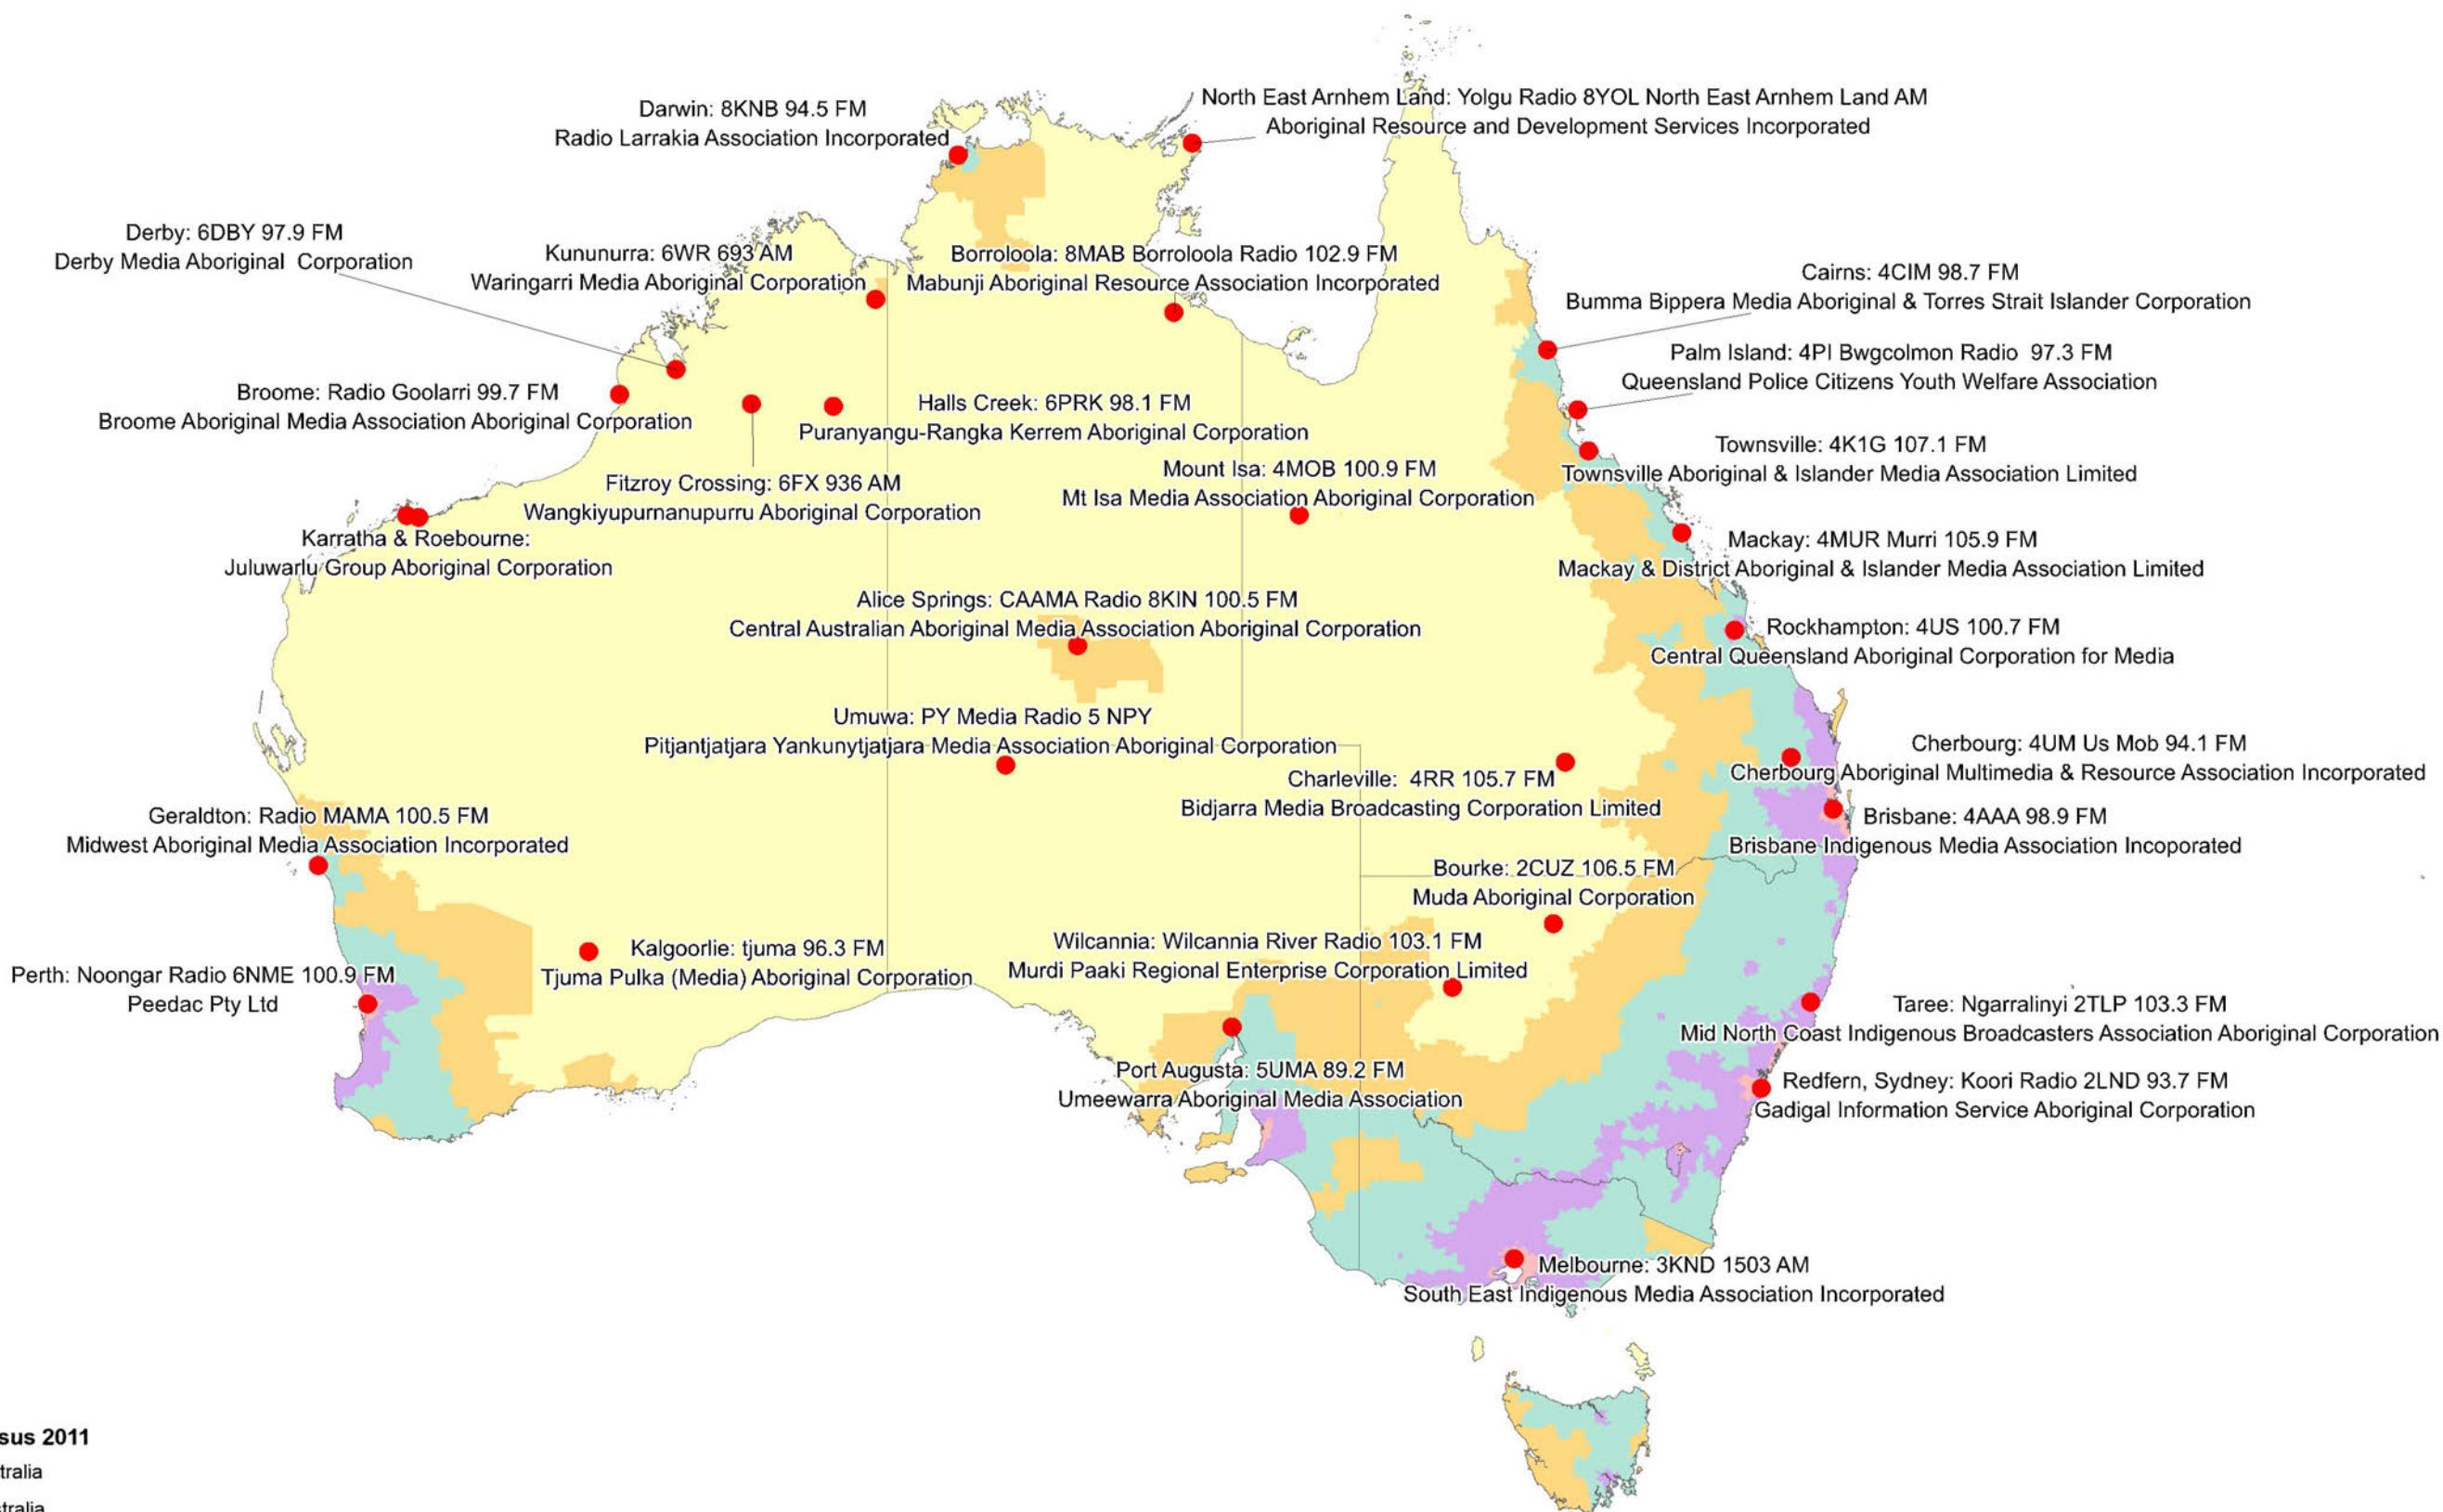 North East Arnhem Land: Yolgu Radio 8YOL North East Arnhem Land AM
Aboriginal Resource and Development Services Incorporated
Darwin: 8KNB 94.5 FM
Radio Larrakia Association Incorporated
Derby: 6DBY 97.9 FM
Derby Media Aboriginal Corporation
Kununurra: 6WR 693 AM
Waringarri Media Aboriginal Corporation
Borroloola: 8MAB Borroloola Radio 102.9 FM
Mabunji Aboriginal Resource Association Incorporated
Cairns: 4CIM 98.7 FM
Bumma Bippera Media Aboriginal & Torres Strait Islander Corporation
Palm Island: 4PI Bwgcolmon Radio 97.3 FM
Queensland Police Citizens Youth Welfare Association
Broome: Radio Goolarri 99.7 FM
Broome Aboriginal Media Association Aboriginal Corporation
Halls Creek: 6PRK 98.1 FM
Puranyangu-Rangka Kerrem Aboriginal Corporation
Townsville: 4K1G 107.1 FM
Townsville Aboriginal & Islander Media Association Limited
Fitzroy Crossing: 6FX 936 AM
Wangkiyupurnanupurru Aboriginal Corporation
Mount Isa: 4MOB 100.9 FM
Mt Isa Media Association Aboriginal Corporation
Karratha & Roebourne:
Juluwarlu Group Aboriginal Corporation
Mackay: 4MUR Murri 105.9 FM
Mackay & District Aboriginal & Islander Media Association Limited
Alice Springs: CAAMA Radio 8KIN 100.5 FM
Central Australian Aboriginal Media Association Aboriginal Corporation
Rockhampton: 4US 100.7 FM
Central Queensland Aboriginal Corporation for Media
Umuwa: PY Media Radio 5 NPY
Pitjantjatjara Yankunytjatjara Media Association Aboriginal Corporation
Cherbourg: 4UM Us Mob 94.1 FM
Cherbourg Aboriginal Multimedia & Resource Association Incorporated
Charleville: 4RR 105.7 FM
Bidjarra Media Broadcasting Corporation Limited
Geraldton: Radio MAMA 100.5 FM
Midwest Aboriginal Media Association Incorporated
Brisbane: 4AAA 98.9 FM
Brisbane Indigenous Media Association Incoporated
Bourke: 2CUZ 106.5 FM
Muda Aboriginal Corporation
Kalgoorlie: tjuma 96.3 FM
Tjuma Pulka (Media) Aboriginal Corporation
Wilcannia: Wilcannia River Radio 103.1 FM
Murdi Paaki Regional Enterprise Corporation Limited
Perth: Noongar Radio 6NME 100.9 FM
Peedac Pty Ltd
Taree: Ngarralinyi 2TLP 103.3 FM
Mid North Coast Indigenous Broadcasters Association Aboriginal Corporation
Port Augusta: 5UMA 89.2 FM
Umeewarra Aboriginal Media Association
Redfern, Sydney: Koori Radio 2LND 93.7 FM
Gadigal Information Service Aboriginal Corporation
Melbourne: 3KND 1503 AM
South East Indigenous Media Association Incorporated
sus 2011
tralia
stralia